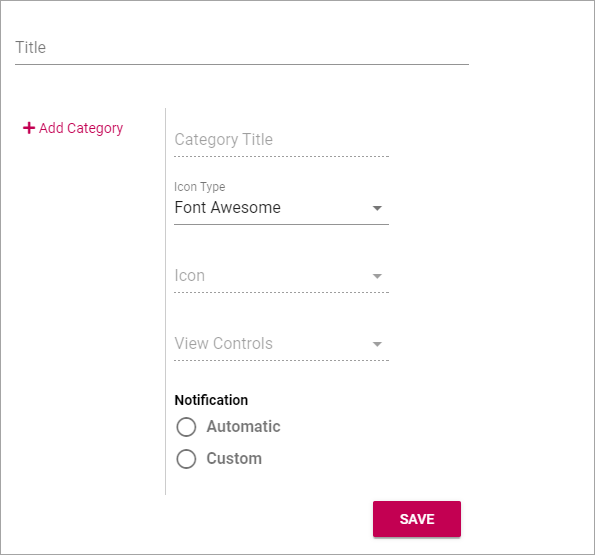 Title
Add Category
Category Title
Icon Type
Font Awesome
Icon
View Controls
Notification
Automatic
Custom
SAVE